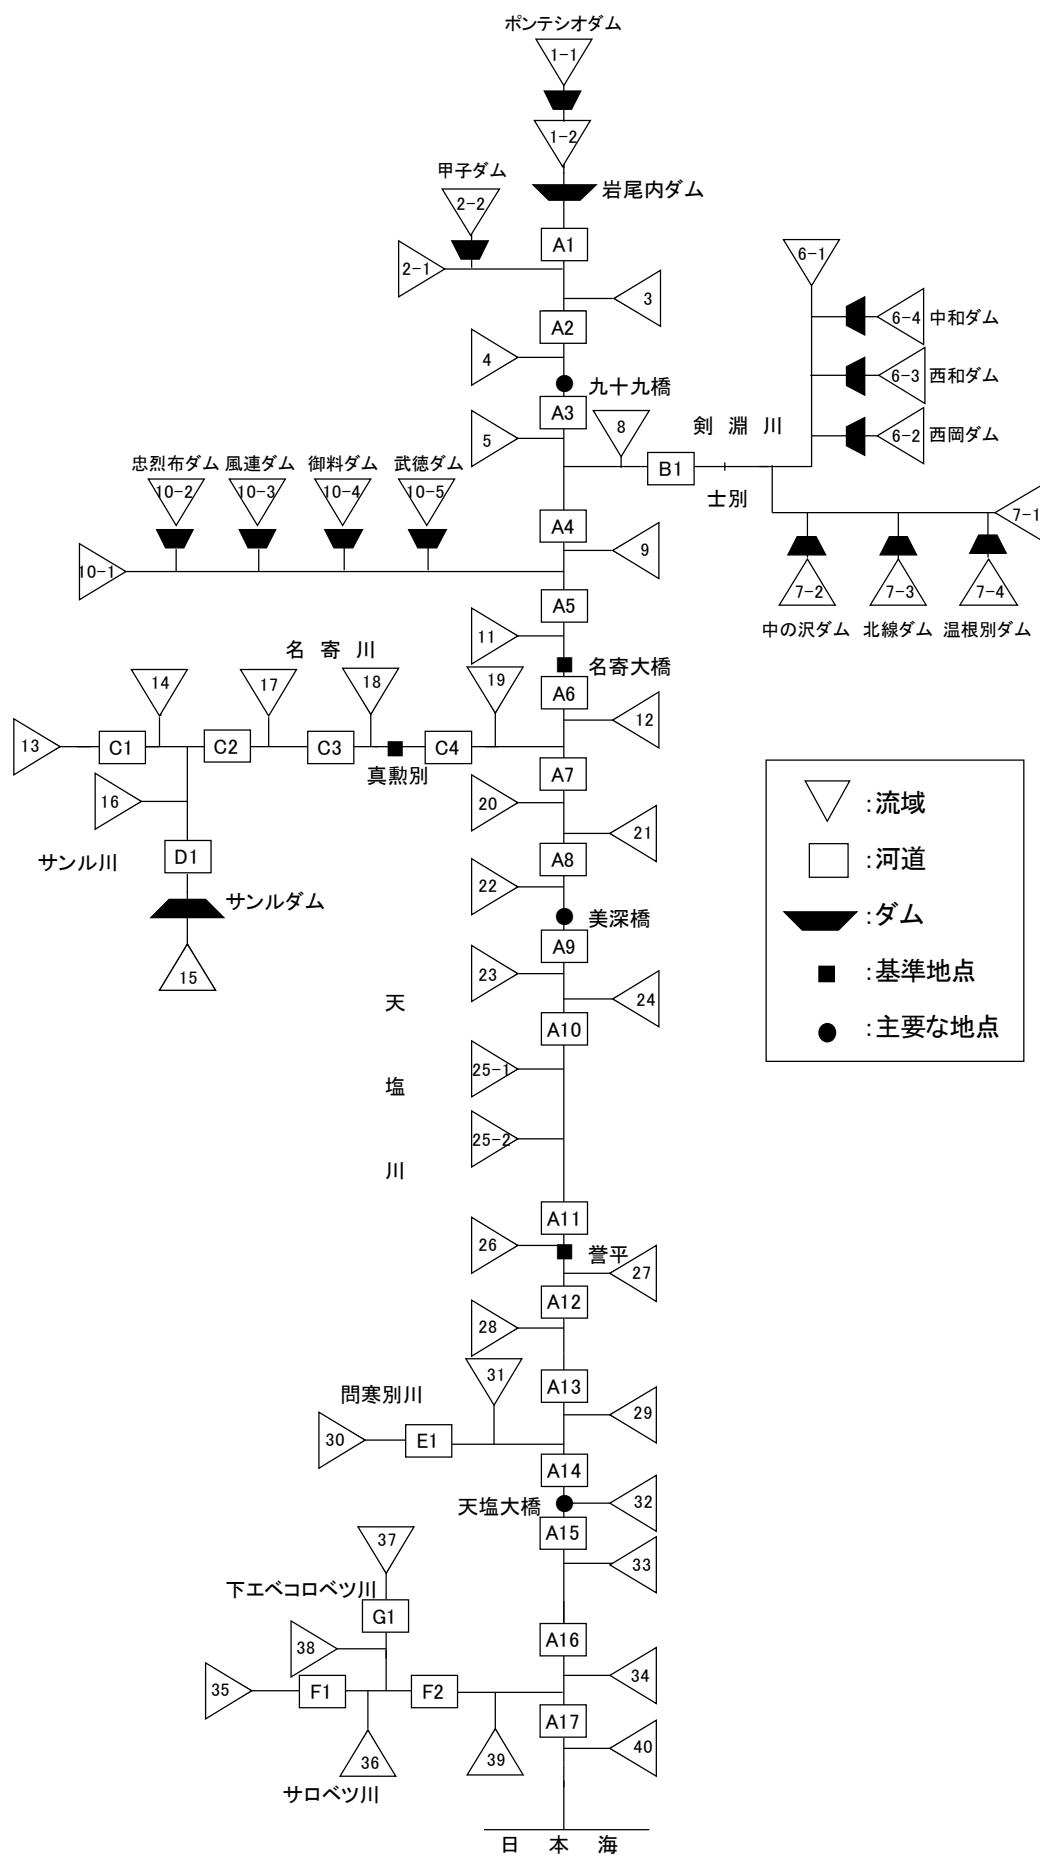 ポンテシオダム
1-1
1-2
甲子ダム
2-2
岩尾内ダム
A1
2-1
3
6-1
A2
6-4 中和ダム
4
九十九橋
A3
6-3 西和ダム
5
8
剣淵川
6-2 西岡ダム
忠烈布ダム 風連ダム 御料ダム 武徳ダム
B1
士別
10-2 10-3 10-4 10-5
7-1
A4
9
10-1
7-2 7-3 7-4
A5
中の沢ダム 北線ダム 温根別ダム
11
名寄川
名寄大橋
14 17 18 19
A6
12
13 C1 C2 C3 C4
真勲別
A7
16
20
21
サンル川
D1
A8
22
サンルダム
美深橋
15
A9
23
24
天塩川
A10
25-1
25-2
A11
26
誉平
27
A12
28
31
A13
問寒別川
29
30 E1
A14
天塩大橋
32
A15
37
33
下エベコロベツ川
G1
A16
38
34
35 F1 F2
A17
36 39
40
サロベツ川
日本海
:流域
:河道
:ダム
:基準地点
:主要な地点